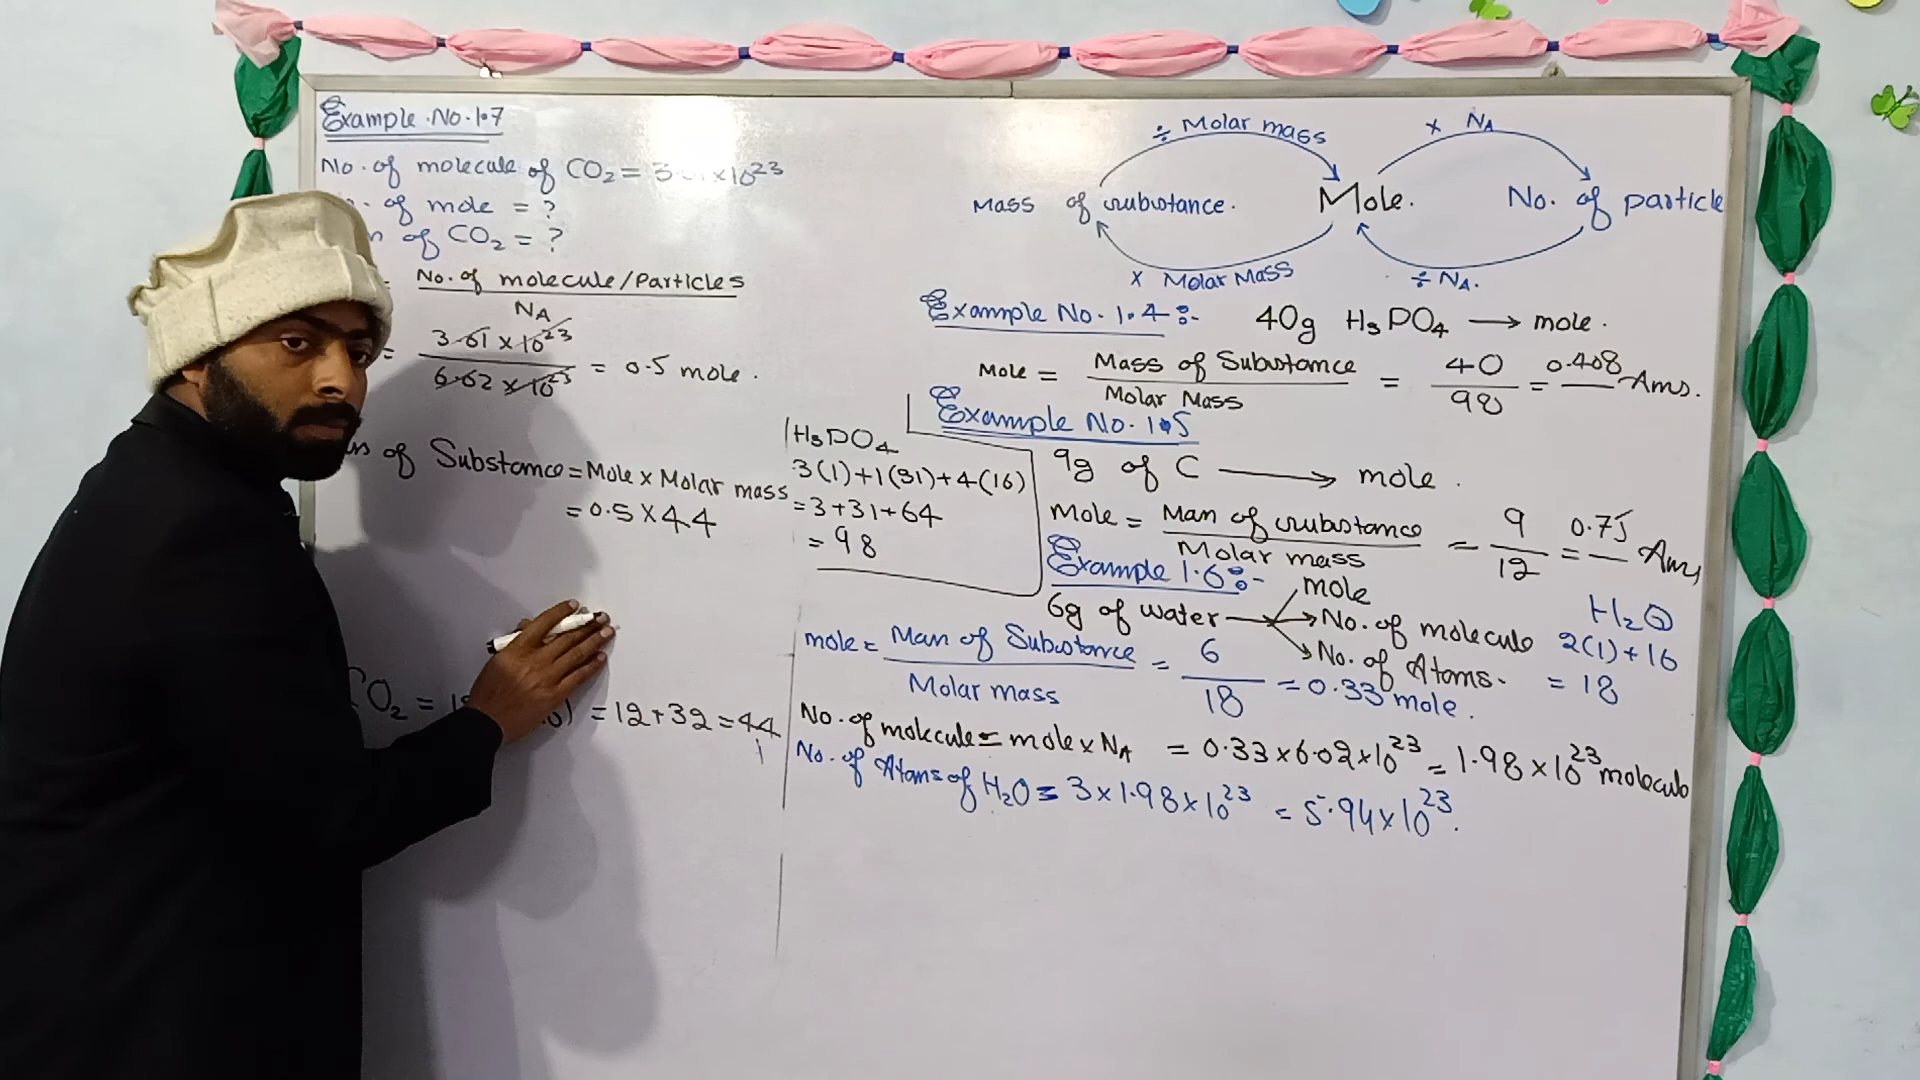 Example No. 1.7
No. of molecule of CO₂ = 3. ×10²³
of mole = ?
of CO₂ = ?
= No. of molecule/Particles
N_A
= 3.01 × 10²³
6.02 × 10²³
= 0.5 mole.
of Substance = Mole × Molar mass
= 0.5 × 44
CO₂ = = 12 + 32 = 44
H₃PO₄
3(1)+1(31)+4(16)
= 3+31+64
= 98
÷ Molar mass
× N_A
Mass of substance.
Mole.
No. of particle
× Molar Mass
÷ N_A.
Example No. 1.4:-
40g H₃PO₄ → mole.
Mole = Mass of Substance
Molar Mass
= 40
98
= 0.408 Ans.
Example No. 1.5
9g of C → mole.
Mole = Mass of substance
Molar mass
= 9
12
= 0.75 Ans
Example 1.6:-
6g of water → mole
→ No. of molecule
→ No. of Atoms.
H₂O
2(1)+16
= 18
mole = Mass of Substance
Molar mass
= 6
18
= 0.33 mole.
No. of molecule = mole × N_A = 0.33×6.02×10²³ = 1.98×10²³ molecule
No. of Atoms of H₂O = 3×1.98×10²³ = 5.94×10²³.